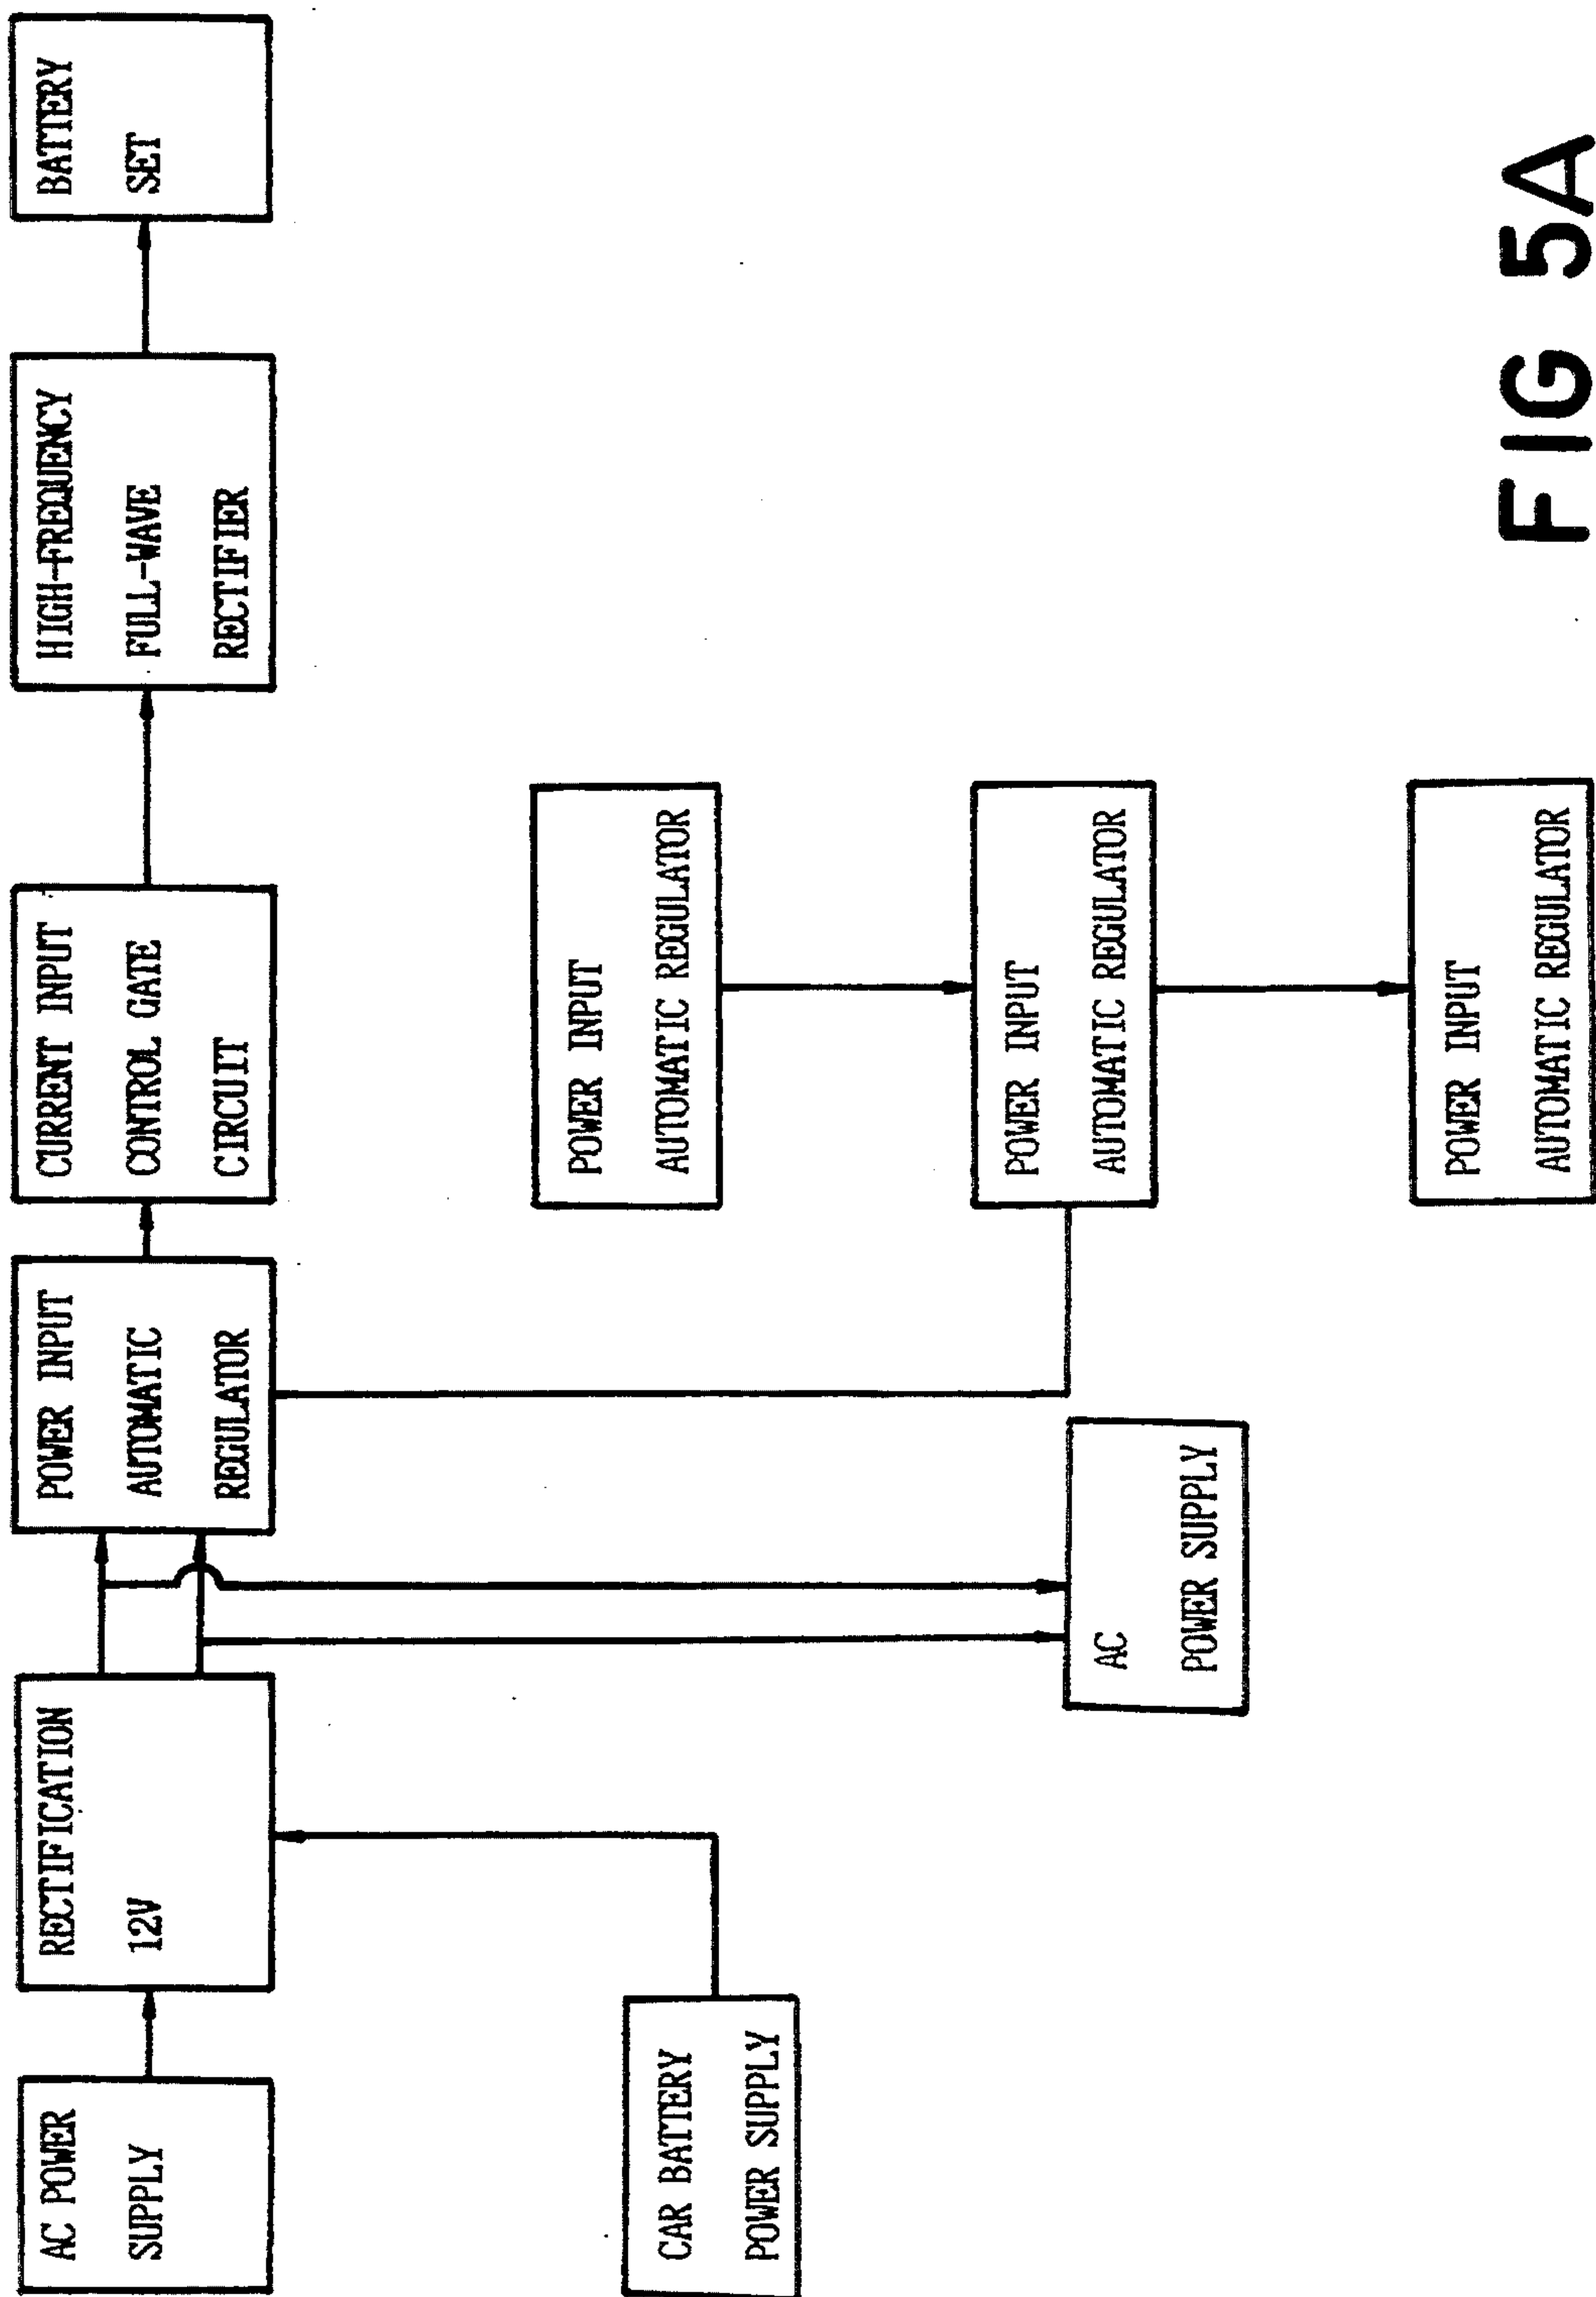 AC POWER
SUPPLY
RECTIFICATION
12V
POWER INPUT
AUTOMATIC
REGULATOR
CURRENT INPUT
CONTROL GATE
CIRCUIT
HIGH-FREQUENCY
FULL-WAVE
RECTIFIER
BATTERY
SET
CAR BATTERY
POWER SUPPLY
AC
POWER SUPPLY
POWER INPUT
AUTOMATIC REGULATOR
POWER INPUT
AUTOMATIC REGULATOR
POWER INPUT
AUTOMATIC REGULATOR
FIG 5A